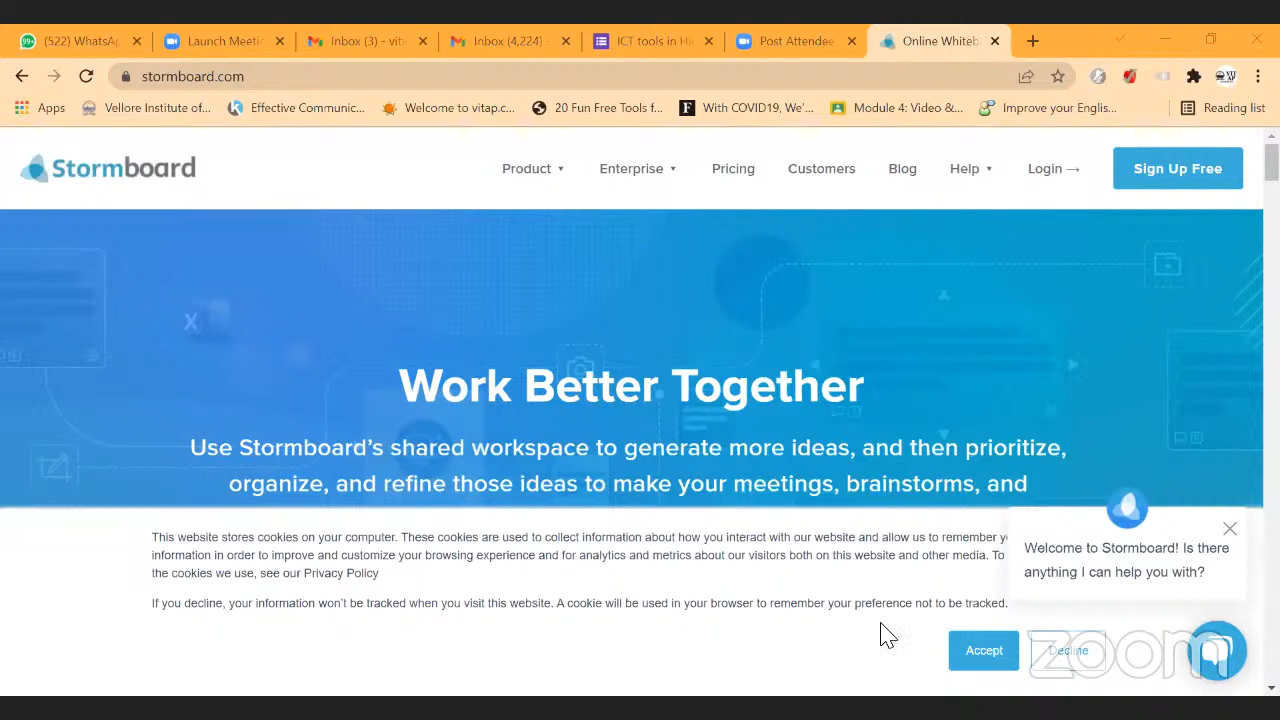 99+
(522) WhatsAp
Launch Meeti
Inbox (3) - vita
Inbox (4,224) -
ICT tools in Hi
Post Attendee
Online Whiteb
stormboard.com
Apps
Vellore Institute of...
Effective Communic...
Welcome to vitap.c...
20 Fun Free Tools f...
With COVID19, We'...
Module 4: Video &...
Improve your Englis...
Reading list
Stormboard
Product
Enterprise
Pricing
Customers
Blog
Help
Login →
Sign Up Free
Work Better Together
Use Stormboard's shared workspace to generate more ideas, and then prioritize,
organize, and refine those ideas to make your meetings, brainstorms, and
This website stores cookies on your computer. These cookies are used to collect information about how you interact with our website and allow us to remember y
information in order to improve and customize your browsing experience and for analytics and metrics about our visitors both on this website and other media. To
the cookies we use, see our Privacy Policy
If you decline, your information won't be tracked when you visit this website. A cookie will be used in your browser to remember your preference not to be tracked.
Accept
Decline
Welcome to Stormboard! Is there
anything I can help you with?
zoom